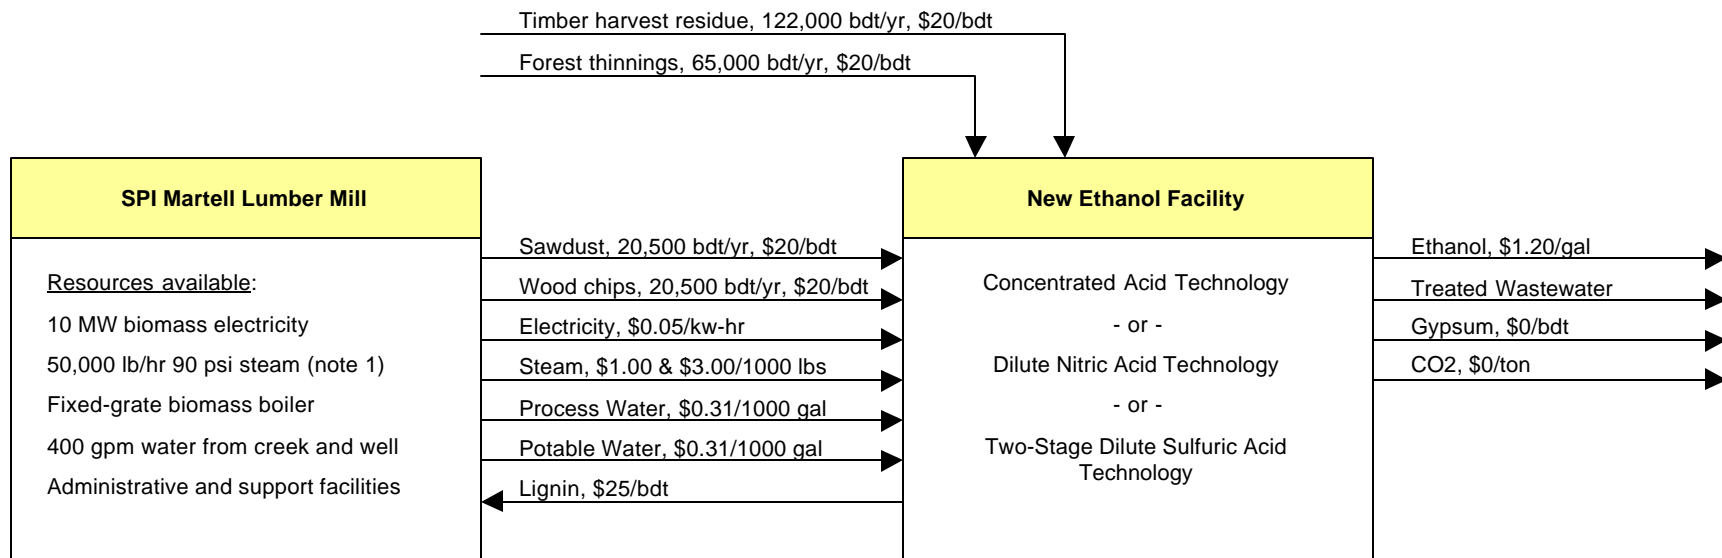 Timber harvest residue, 122,000 bdt/yr, $20/bdt
Forest thinnings, 65,000 bdt/yr, $20/bdt
SPI Martell Lumber Mill
Resources available:
10 MW biomass electricity
50,000 lb/hr 90 psi steam (note 1)
Fixed-grate biomass boiler
400 gpm water from creek and well
Administrative and support facilities
Sawdust, 20,500 bdt/yr, $20/bdt
Wood chips, 20,500 bdt/yr, $20/bdt
Electricity, $0.05/kw-hr
Steam, $1.00 & $3.00/1000 lbs
Process Water, $0.31/1000 gal
Potable Water, $0.31/1000 gal
Lignin, $25/bdt
New Ethanol Facility
Concentrated Acid Technology
- or -
Dilute Nitric Acid Technology
- or -
Two-Stage Dilute Sulfuric Acid
Technology
Ethanol, $1.20/gal
Treated Wastewater
Gypsum, $0/bdt
CO2, $0/ton